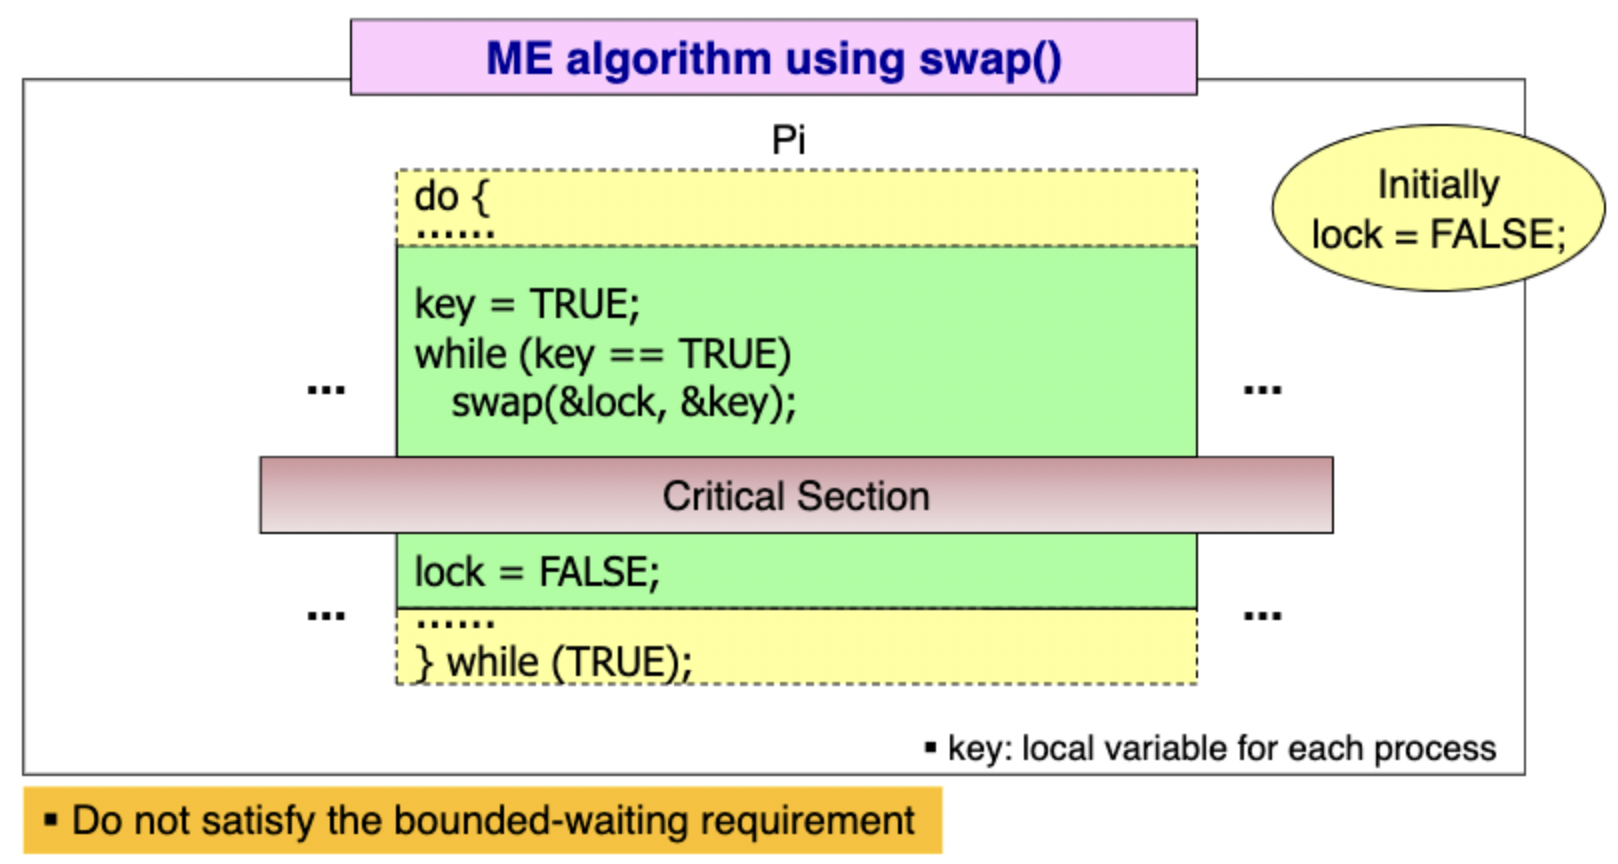 ME algorithm using swap()
Pi
Initially
lock = FALSE;
do {
......
key = TRUE;
while (key == TRUE)
swap(&lock, &key);
... ...
Critical Section
lock = FALSE;
... ...
......
} while (TRUE);
▪ key: local variable for each process
▪ Do not satisfy the bounded-waiting requirement